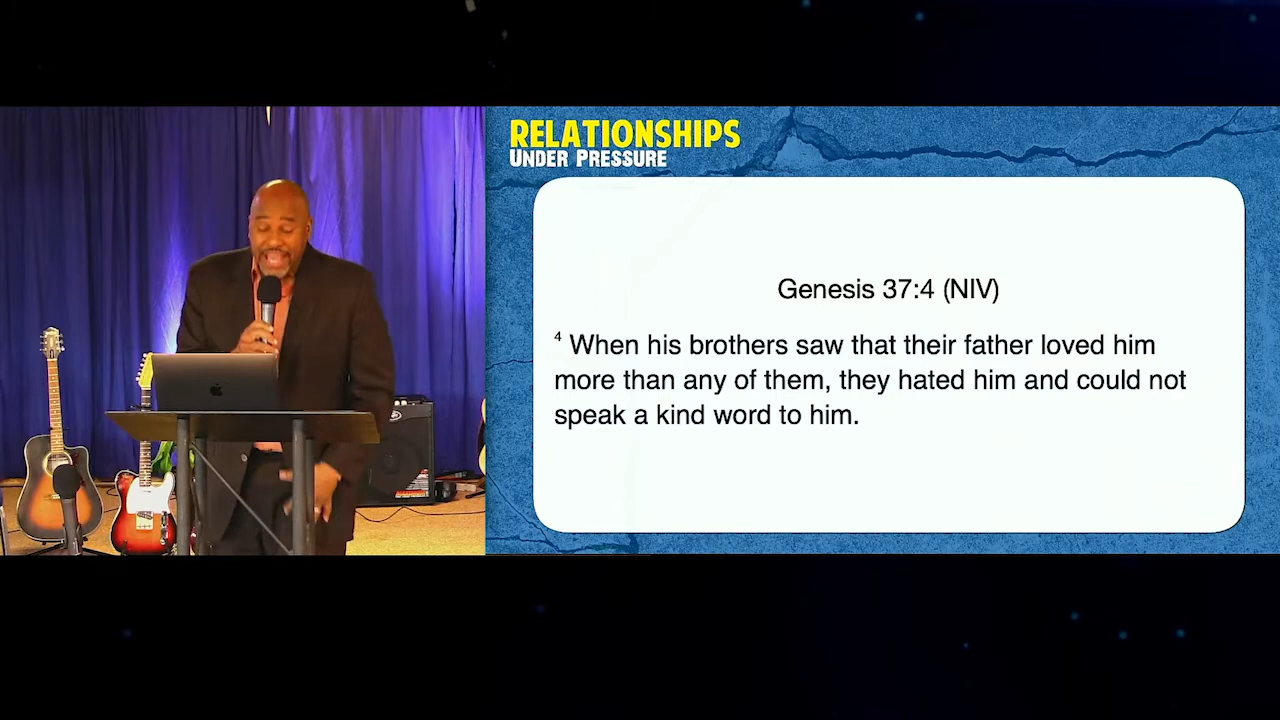 RELATIONSHIPS
UNDER PRESSURE
Genesis 37:4 (NIV)
4 When his brothers saw that their father loved him
more than any of them, they hated him and could not
speak a kind word to him.